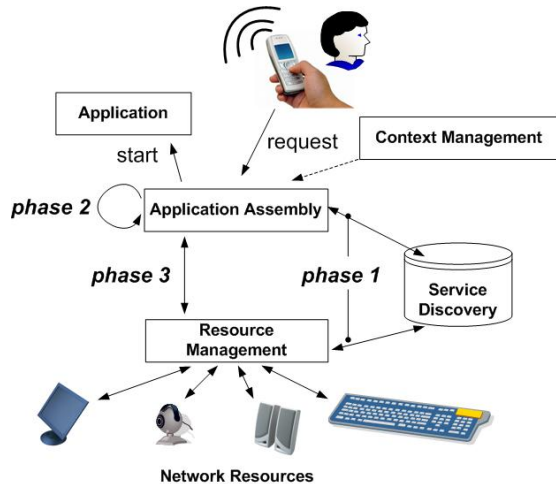 Application
start
request
Context Management
phase 2
Application Assembly
phase 3
phase 1
Service
Discovery
Resource
Management
Network Resources